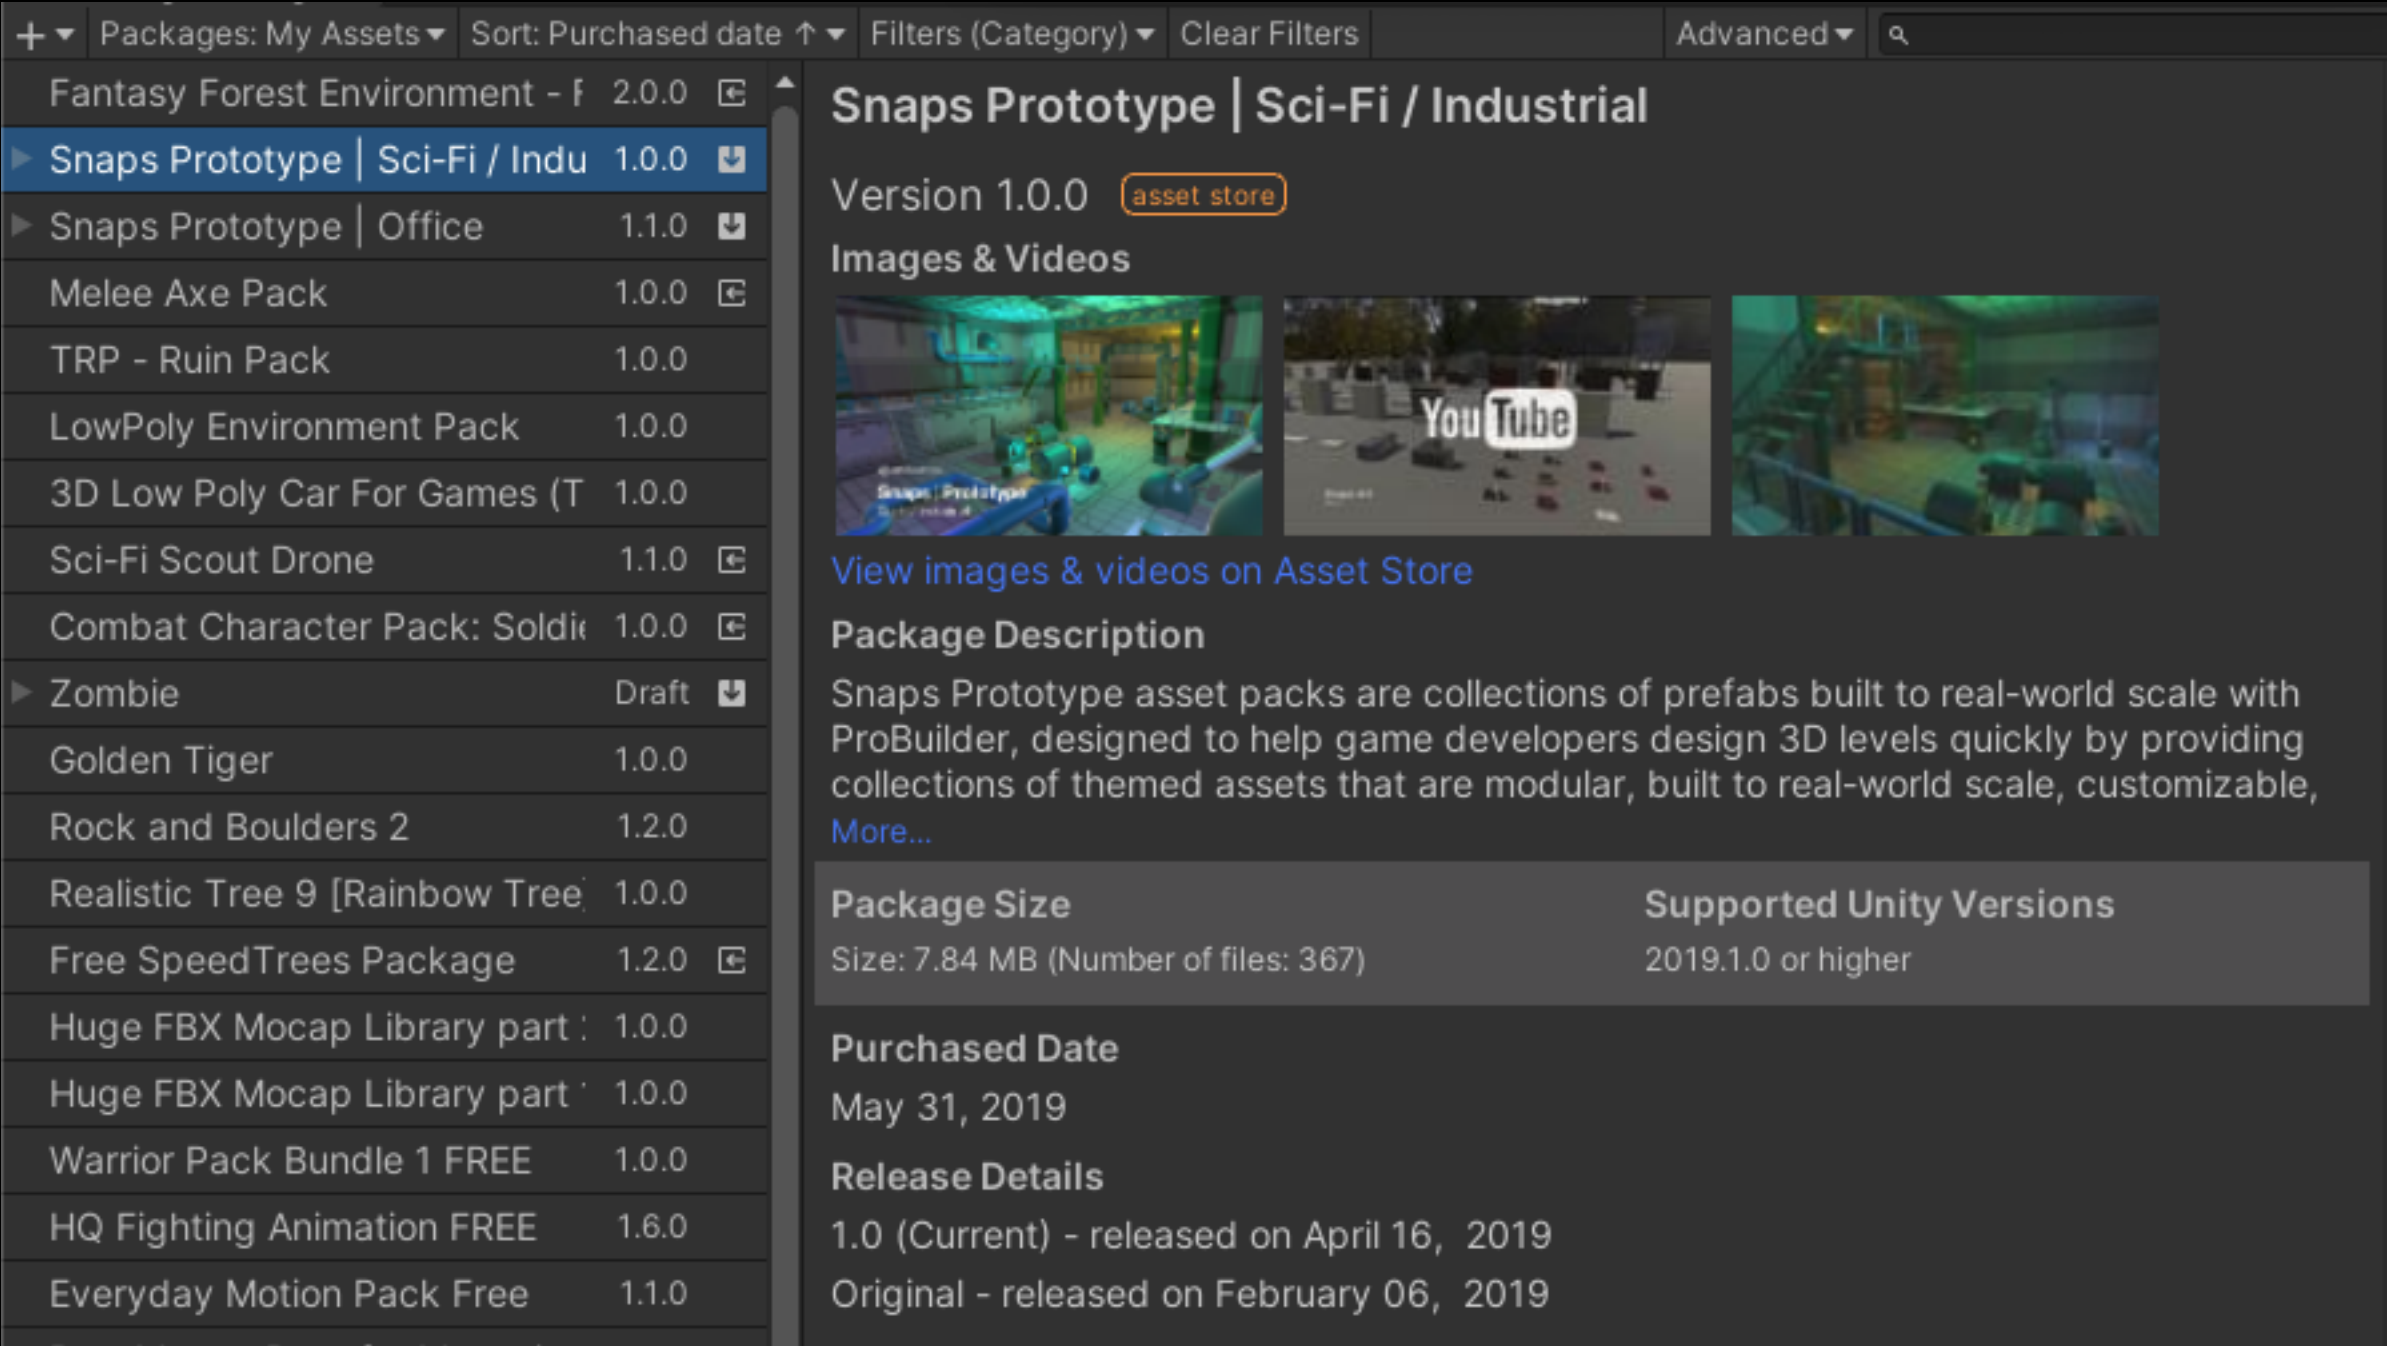 Packages: My Assets
Sort: Purchased date ↑
Filters (Category)
Clear Filters
Advanced
Fantasy Forest Environment - F 2.0.0
Snaps Prototype | Sci-Fi / Indu 1.0.0
Snaps Prototype | Office 1.1.0
Melee Axe Pack 1.0.0
TRP - Ruin Pack 1.0.0
LowPoly Environment Pack 1.0.0
3D Low Poly Car For Games (T 1.0.0
Sci-Fi Scout Drone 1.1.0
Combat Character Pack: Soldie 1.0.0
Zombie Draft
Golden Tiger 1.0.0
Rock and Boulders 2 1.2.0
Realistic Tree 9 [Rainbow Tree] 1.0.0
Free SpeedTrees Package 1.2.0
Huge FBX Mocap Library part 1.0.0
Huge FBX Mocap Library part 1.0.0
Warrior Pack Bundle 1 FREE 1.0.0
HQ Fighting Animation FREE 1.6.0
Everyday Motion Pack Free 1.1.0
Snaps Prototype | Sci-Fi / Industrial
Version 1.0.0 asset store
Images & Videos
Snaps Prototype
YouTube
View images & videos on Asset Store
Package Description
Snaps Prototype asset packs are collections of prefabs built to real-world scale with
ProBuilder, designed to help game developers design 3D levels quickly by providing
collections of themed assets that are modular, built to real-world scale, customizable,
More...
Package Size
Size: 7.84 MB (Number of files: 367)
Supported Unity Versions
2019.1.0 or higher
Purchased Date
May 31, 2019
Release Details
1.0 (Current) - released on April 16, 2019
Original - released on February 06, 2019